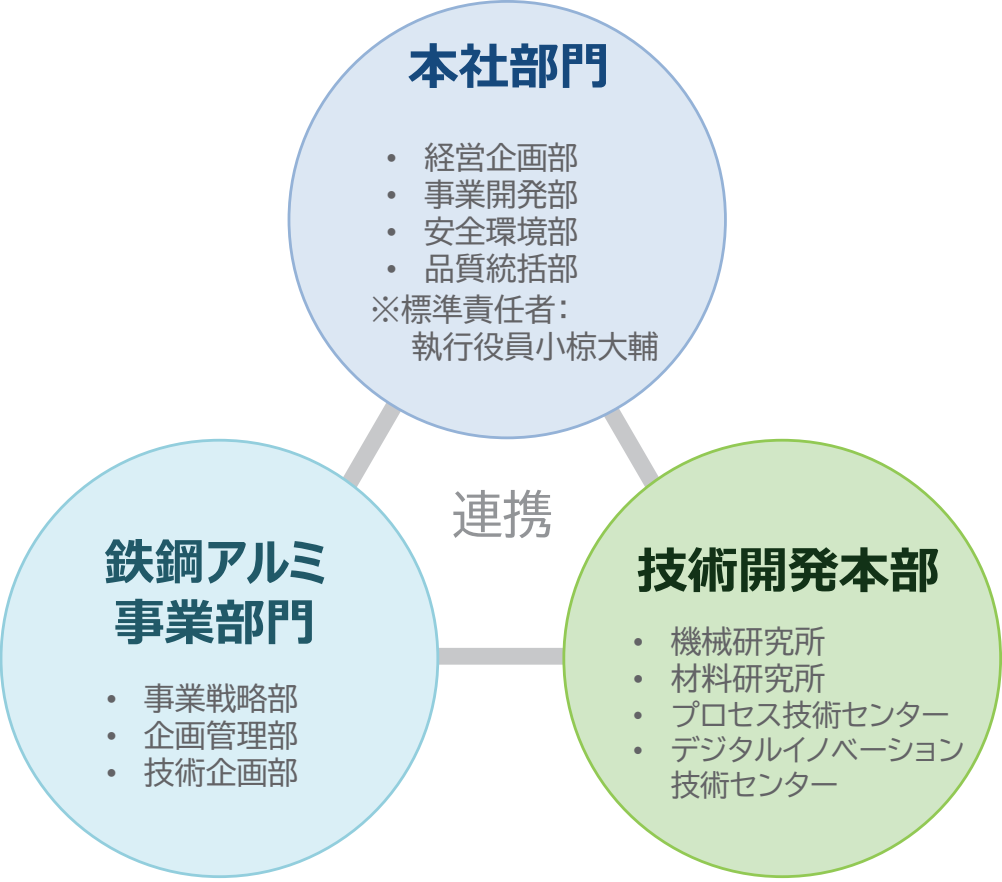 本社部門
• 経営企画部
• 事業開発部
• 安全環境部
• 品質統括部
※標準責任者：
執行役員小椋大輔
連携
鉄鋼アルミ
事業部門
• 事業戦略部
• 企画管理部
• 技術企画部
技術開発本部
• 機械研究所
• 材料研究所
• プロセス技術センター
• デジタルイノベーション
技術センター